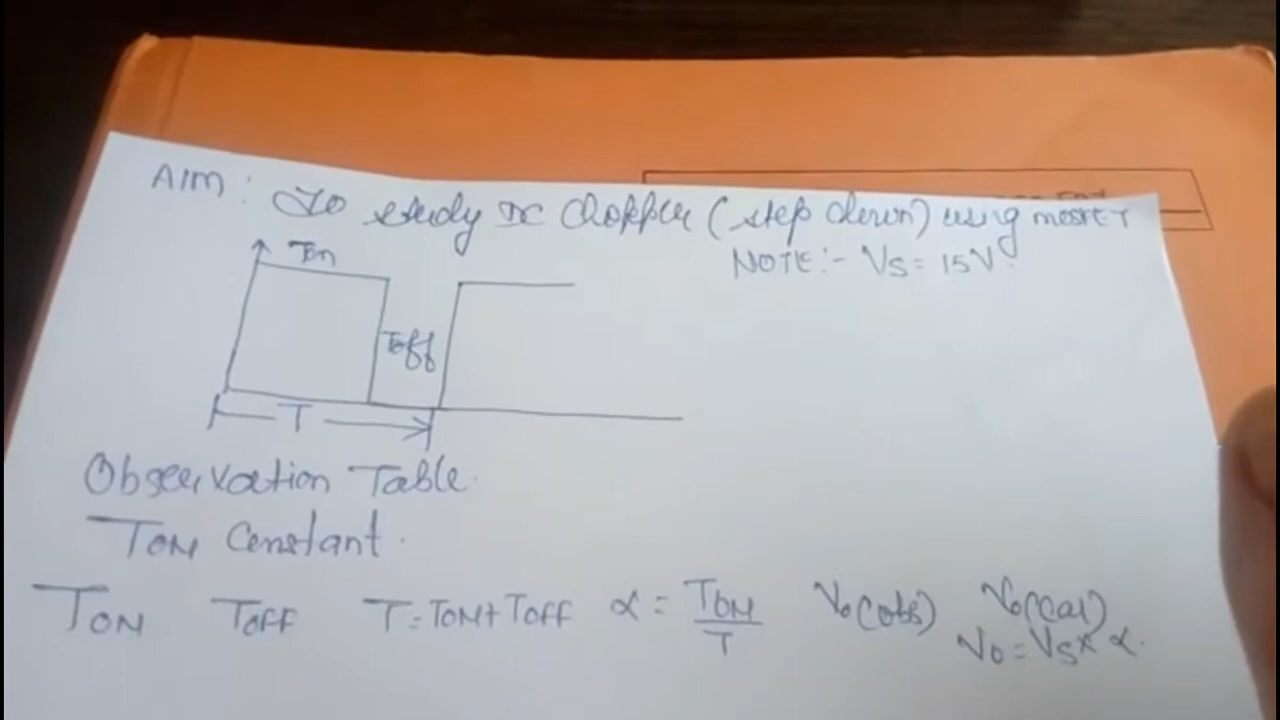 AIM: To study DC Chopper (step down) using MOSFET
NOTE:- Vs = 15V.
Ton
Toff
T
Observation Table.
TON Constant.
TON TOFF T=TON+TOFF α = TON/T Vo(obs) Vo(cal)
Vo = Vs* α.